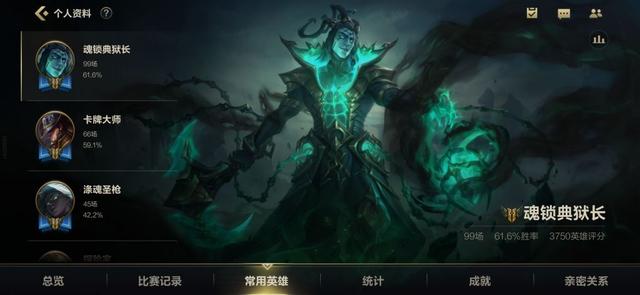 个人资料 ?
魂锁典狱长
99场
61.6%
卡牌大师
66场
59.1%
涤魂圣枪
45场
42.2%
探险家
魂锁典狱长
99场 61.6%胜率 3750英雄评分
总览 比赛记录 常用英雄 统计 成就 亲密关系